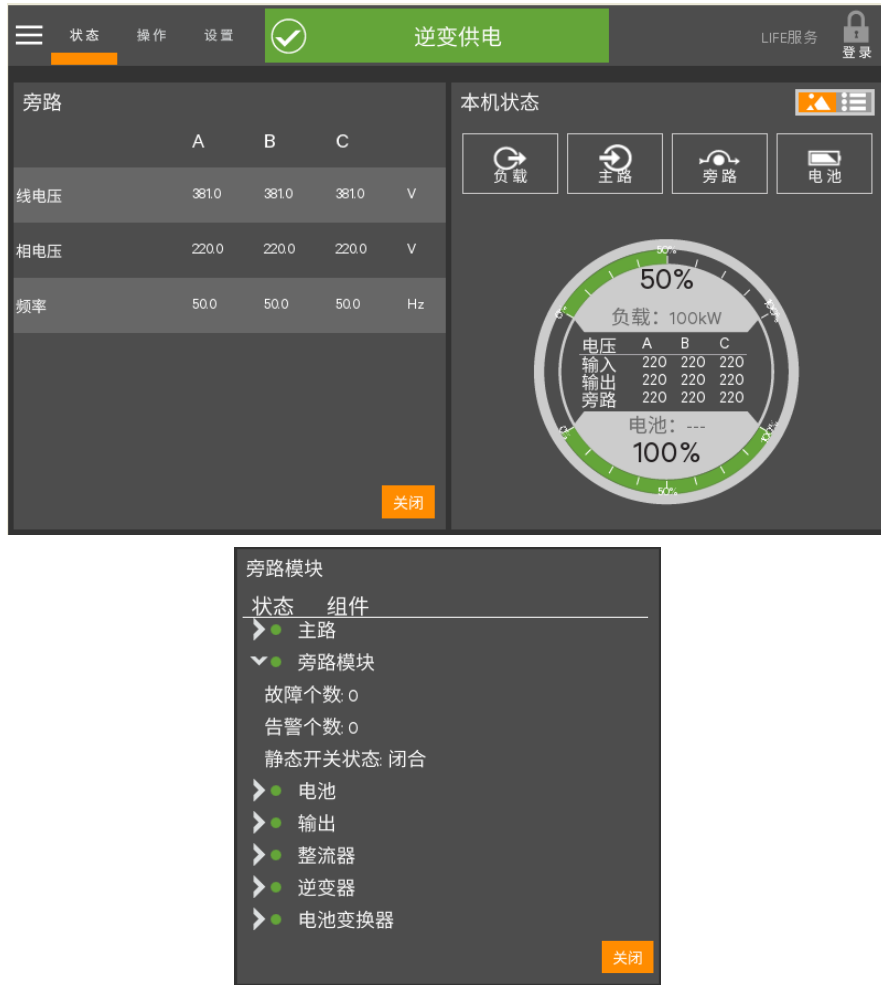 状态 操作 设置 逆变供电 LIFE服务 登录
旁路
A B C
线电压 381.0 381.0 381.0 V
相电压 220.0 220.0 220.0 V
频率 50.0 50.0 50.0 Hz
关闭
本机状态
负载 主路 旁路 电池
50%
0% 100%
50%
负载：100kW
电压 A B C
输入 220 220 220
输出 220 220 220
旁路 220 220 220
电池：---
100%
0% 100%
50%
旁路模块
状态 组件
主路
旁路模块
故障个数: 0
告警个数: 0
静态开关状态: 闭合
电池
输出
整流器
逆变器
电池变换器
关闭